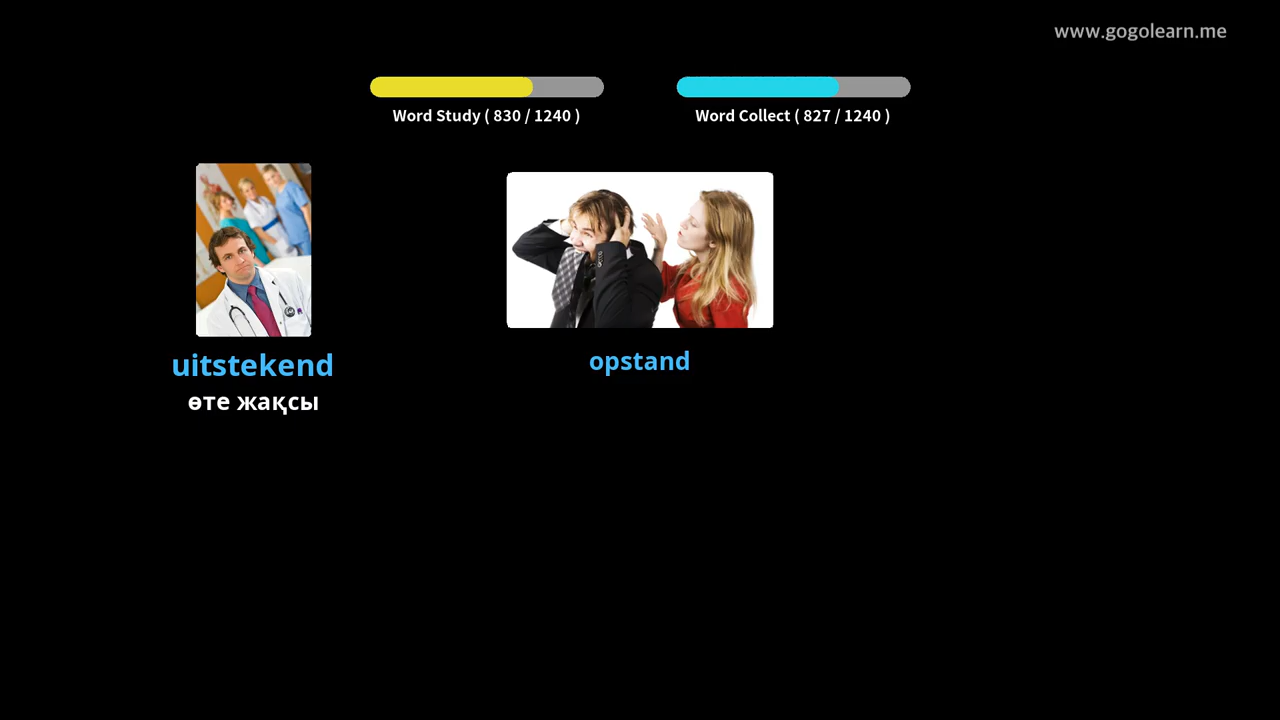 www.gogolearn.me
Word Study ( 830 / 1240 )
Word Collect ( 827 / 1240 )
uitstekend
өте жақсы
opstand